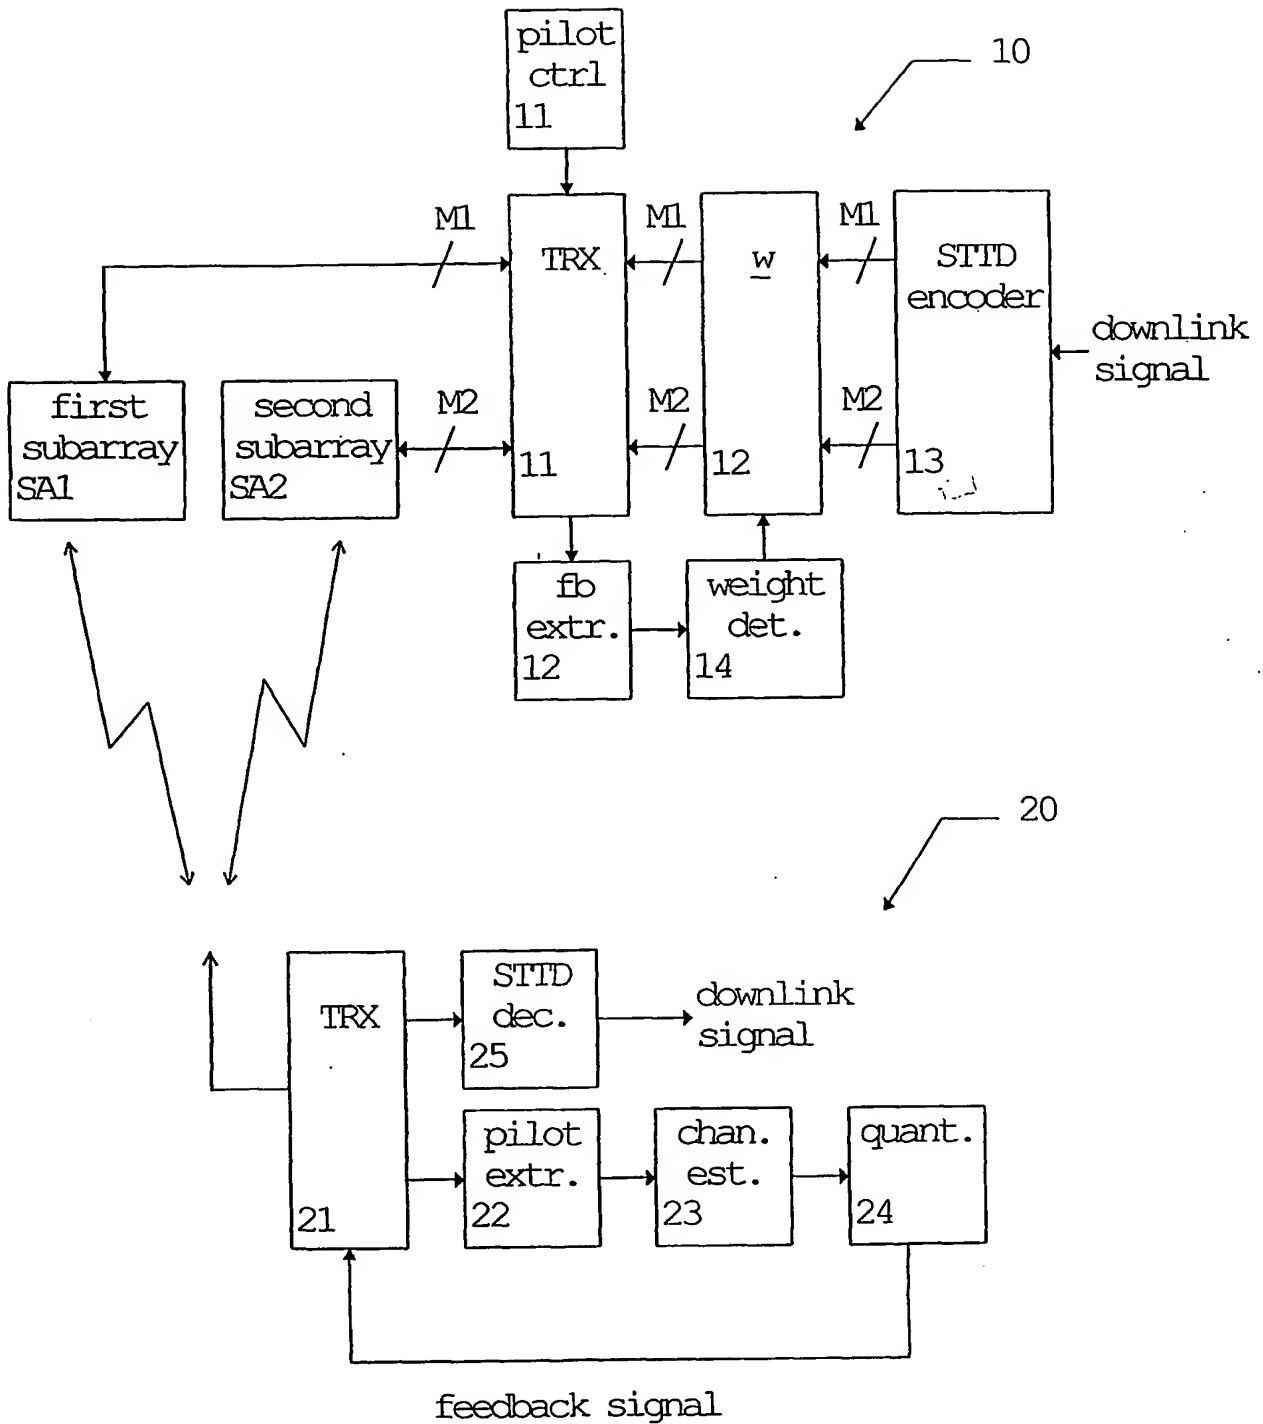 pilot
ctrl
11
10
M1
M1
M1
TRX
w
STTD
encoder
downlink
signal
first
subarray
SA1
second
subarray
SA2
M2
M2
M2
11
12
13
fb
extr.
12
weight
det.
14
20
TRX
21
STTD
dec.
25
downlink
signal
pilot
extr.
22
chan.
est.
23
quant.
24
feedback signal